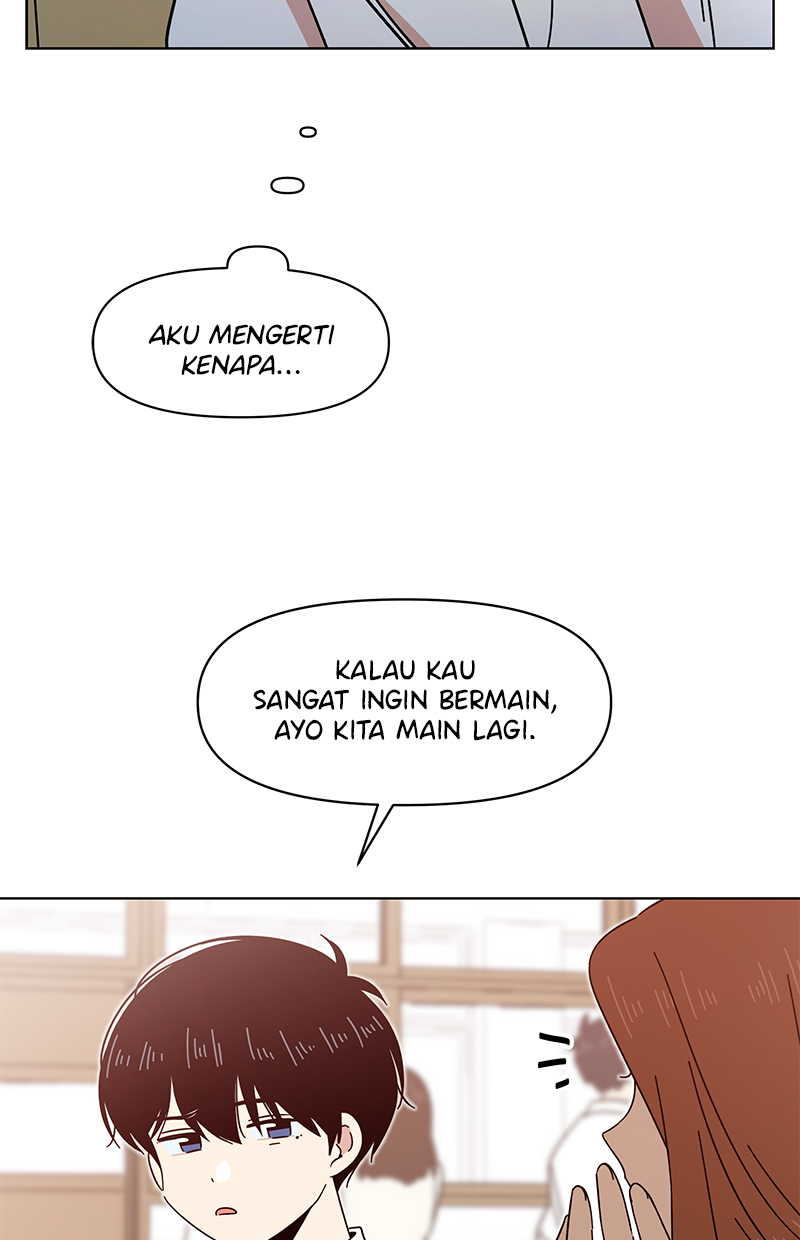 AKU MENGERTI
KENAPA...
KALAU KAU
SANGAT INGIN BERMAIN,
AYO KITA MAIN LAGI.